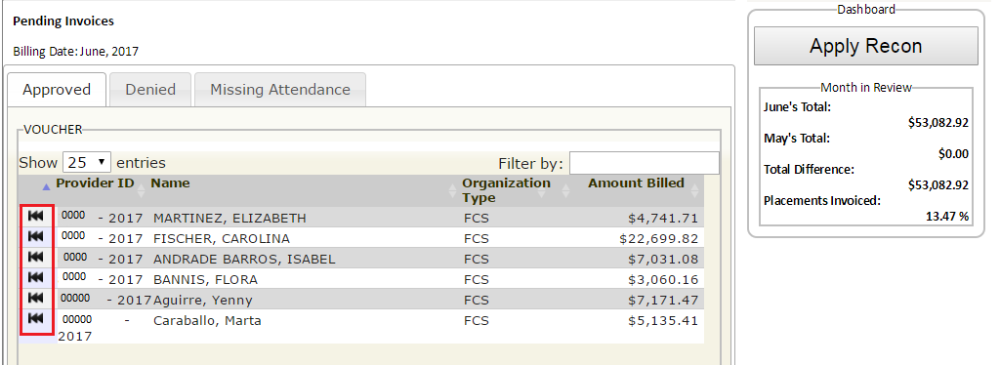 Pending Invoices
Billing Date: June, 2017
Approved Denied Missing Attendance
VOUCHER
Show 25 entries Filter by:
Provider ID Name Organization Type Amount Billed
0000 - 2017 MARTINEZ, ELIZABETH FCS $4,741.71
0000 - 2017 FISCHER, CAROLINA FCS $22,699.82
0000 - 2017 ANDRADE BARROS, ISABEL FCS $7,031.08
0000 - 2017 BANNIS, FLORA FCS $3,060.16
00000 - 2017 Aguirre, Yenny FCS $7,171.47
00000 - Caraballo, Marta FCS $5,135.41
2017
Dashboard
Apply Recon
Month in Review
June's Total:
$53,082.92
May's Total:
$0.00
Total Difference:
$53,082.92
Placements Invoiced:
13.47 %